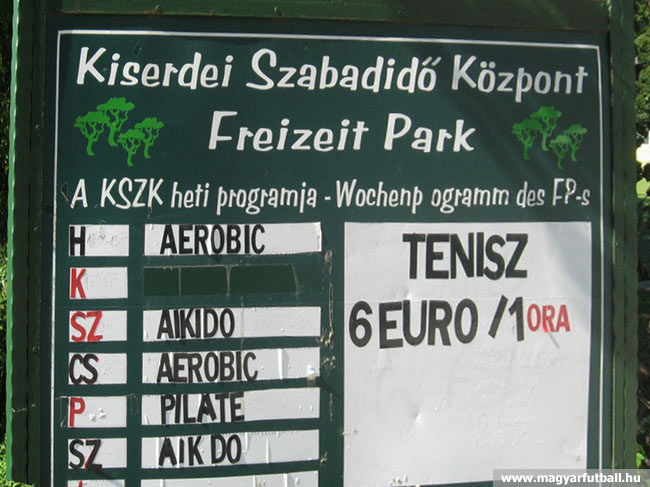 Kiserdei Szabadidő Központ
Freizeit Park
A KSZK heti programja - Wochenp ogramm des FP-s
H AEROBIC
K
SZ AIKIDO
CS AEROBIC
P PILATE
SZ AIK DO
TENISZ
6 EURO / 1 ORA
www.magyarfutball.hu